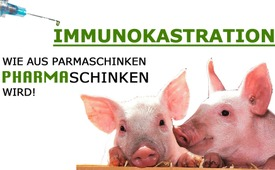 IMMUNOKASTRATION
WIE AUS PARMASCHINKEN
PHARMASCHINKEN
WIRD!